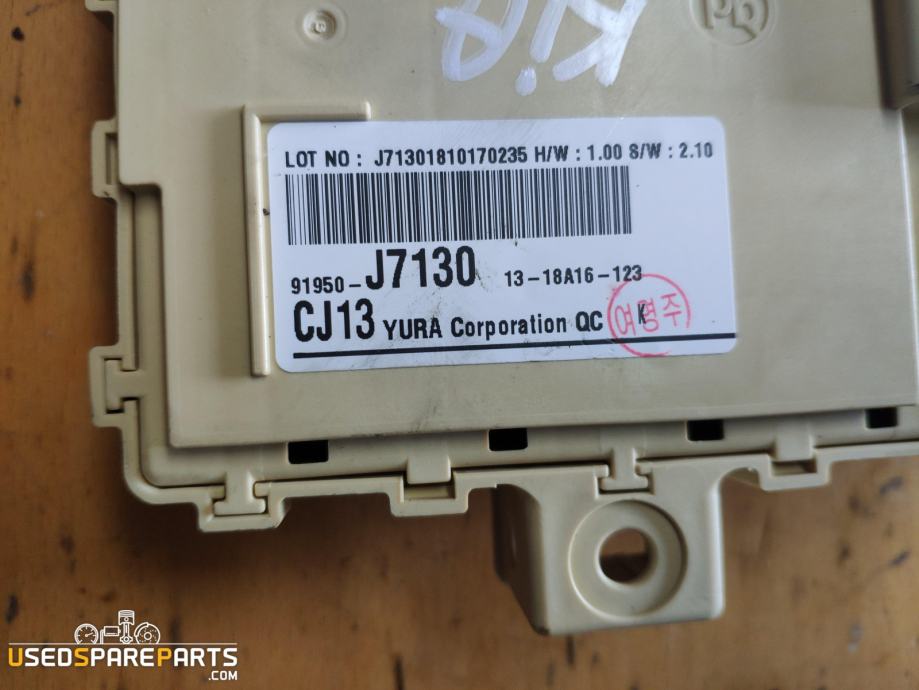 KiA
LOT NO : J71301810170235 H/W : 1.00 S/W : 2.10
91950-J7130 13-18A16-123
CJ13 YURA Corporation QC K
여명주
USEDSPAREPARTS
.COM